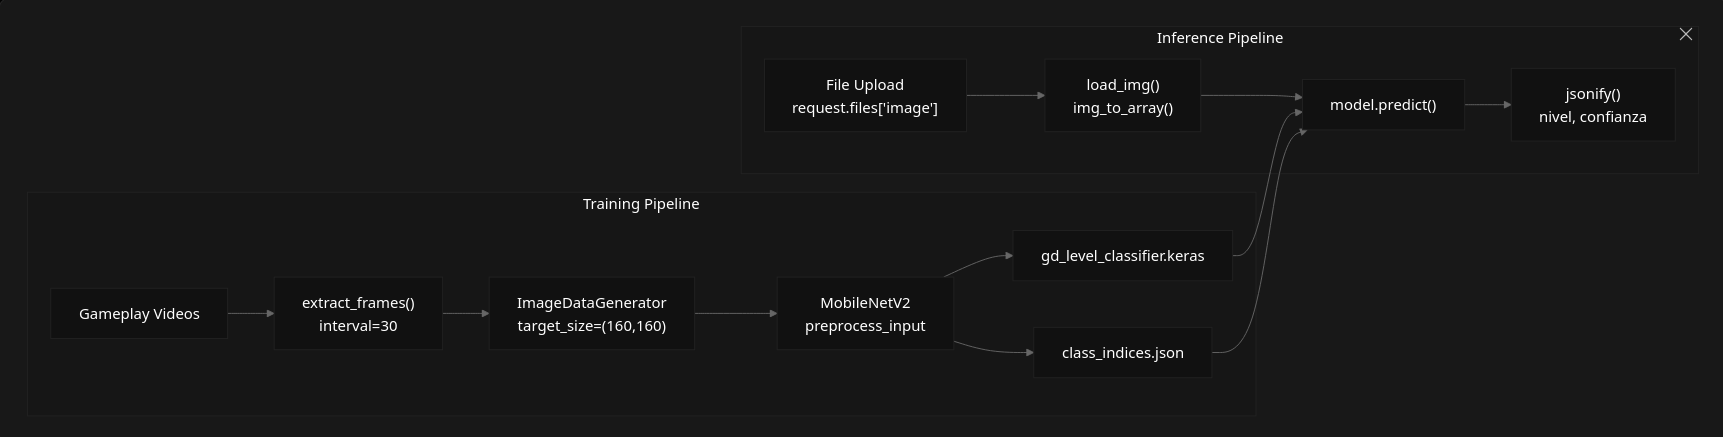 Inference Pipeline
File Upload
request.files['image']
load_img()
img_to_array()
model.predict()
jsonify()
nivel, confianza
Training Pipeline
Gameplay Videos
extract_frames()
interval=30
ImageDataGenerator
target_size=(160,160)
MobileNetV2
preprocess_input
gd_level_classifier.keras
class_indices.json